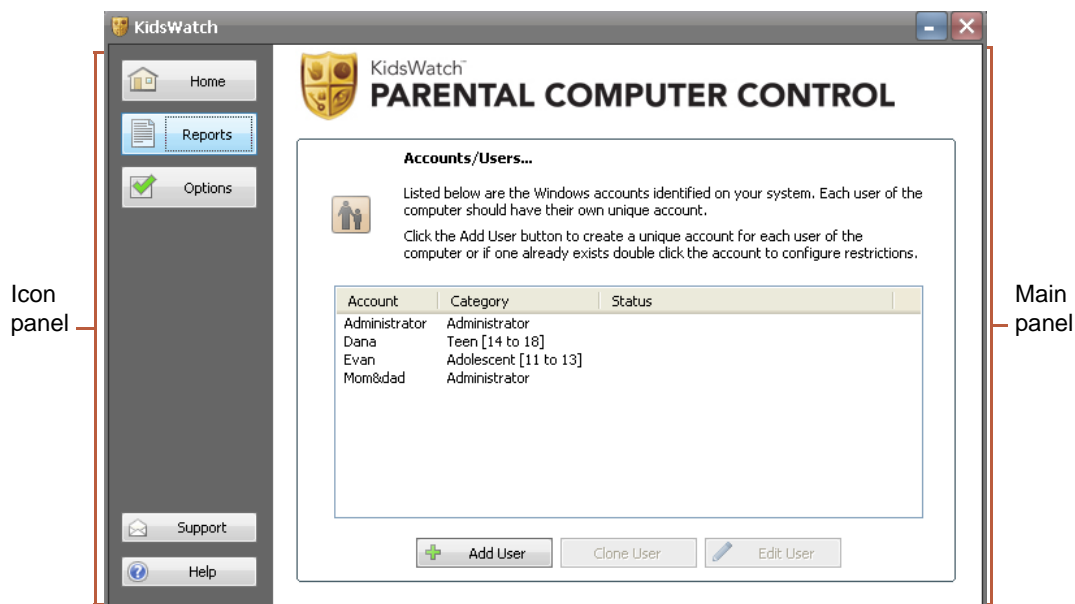 KidsWatch
Home
Reports
Options
Support
Help
Icon
panel
KidsWatch™
PARENTAL COMPUTER CONTROL
Accounts/Users...
Listed below are the Windows accounts identified on your system. Each user of the
computer should have their own unique account.
Click the Add User button to create a unique account for each user of the
computer or if one already exists double click the account to configure restrictions.
Account Category Status
Administrator Administrator
Dana Teen [14 to 18]
Evan Adolescent [11 to 13]
Mom&dad Administrator
Add User Clone User Edit User
Main
panel